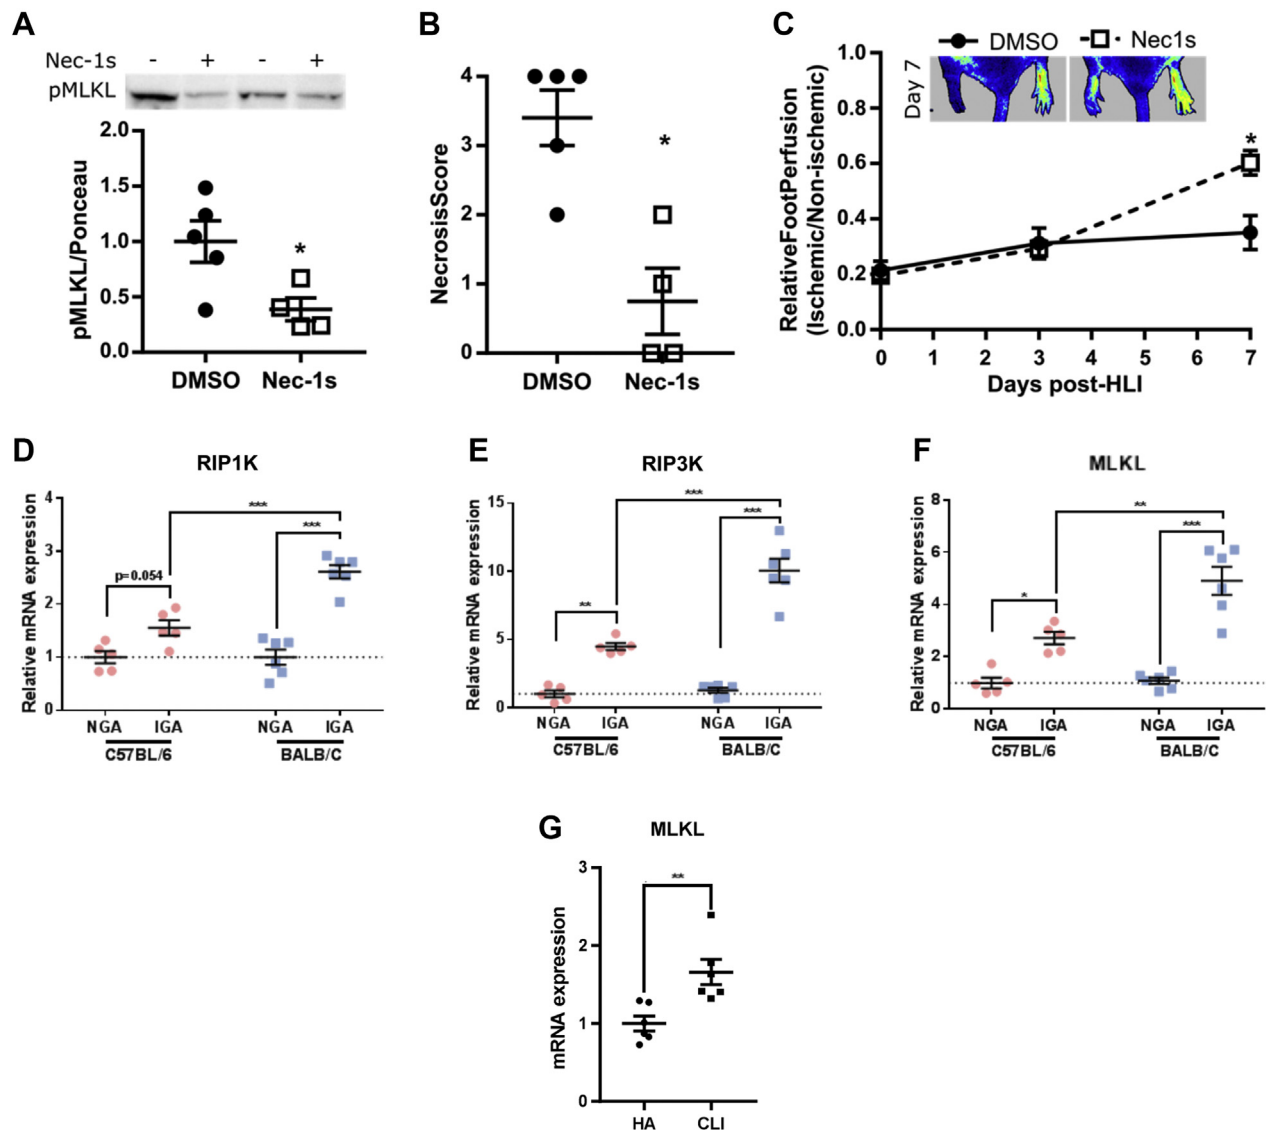 A
Nec-1s - + - +
pMLKL
pMLKL/Ponceau
2.0
1.5
1.0
0.5
0.0
*
DMSO Nec-1s
B
NecrosisScore
4
3
2
1
0
*
DMSO Nec-1s
C
DMSO Nec1s
Day 7
RelativeFootPerfusion
(Ischemic/Non-ischemic)
1.0
0.8
0.6
0.4
0.2
0.0
*
0 1 2 3 4 5 6 7
Days post-HLI
D
RIP1K
Relative mRNA expression
4
3
2
1
0
p=0.054
***
***
NGA IGA NGA IGA
C57BL/6 BALB/C
E
RIP3K
Relative mRNA expression
15
10
5
0
**
***
***
NGA IGA NGA IGA
C57BL/6 BALB/C
F
MLKL
Relative mRNA expression
8
6
4
2
0
*
**
***
NGA IGA NGA IGA
C57BL/6 BALB/C
G
MLKL
mRNA expression
3
2
1
0
**
HA CLI